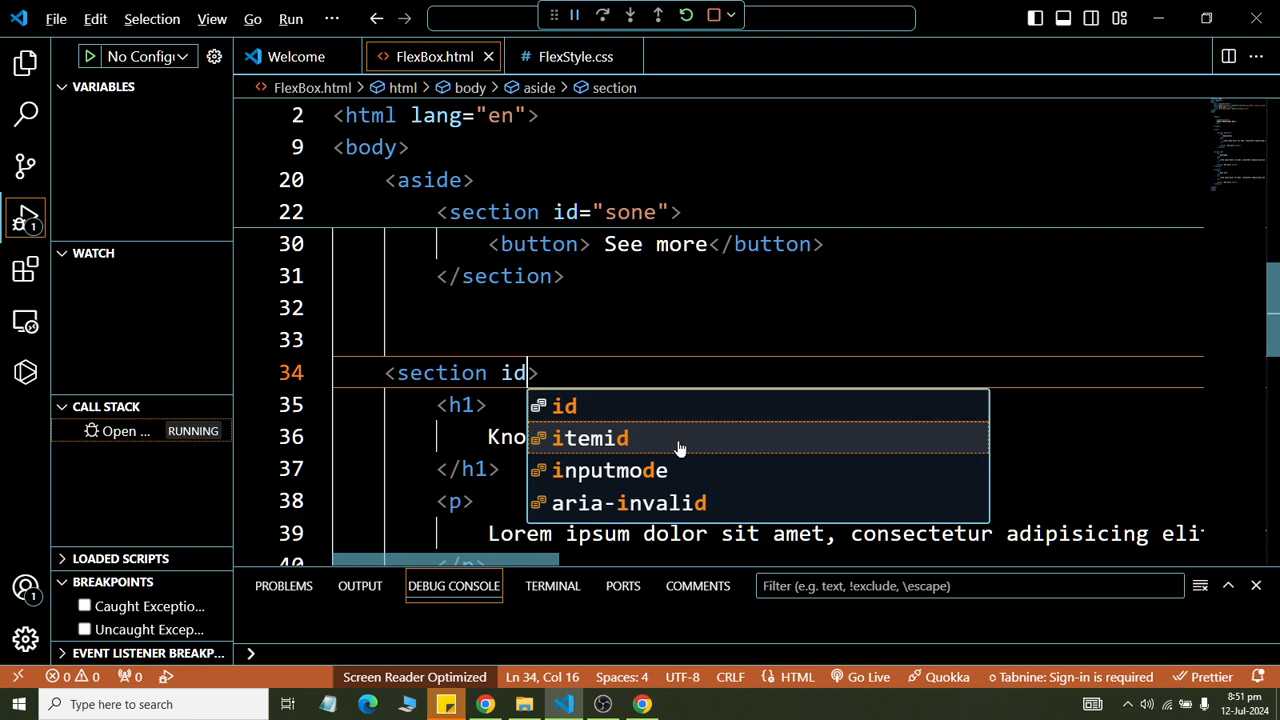 File Edit Selection View Go Run ···
No Configu
Welcome
FlexBox.html
# FlexStyle.css
VARIABLES
FlexBox.html > html > body > aside > section
2 <html lang="en">
9 <body>
20 <aside>
22 <section id="sone">
30 <button> See more</button>
31 </section>
32
33
34 <section id>
35 <h1>
36 Kno
37 </h1>
38 <p>
39 Lorem ipsum dolor sit amet, consectetur adipisicing elit
id
itemid
inputmode
aria-invalid
WATCH
CALL STACK
Open ... RUNNING
LOADED SCRIPTS
BREAKPOINTS
Caught Exceptio...
Uncaught Excep...
EVENT LISTENER BREAKP...
1
1
PROBLEMS OUTPUT DEBUG CONSOLE TERMINAL PORTS COMMENTS
Filter (e.g. text, !exclude, \escape)
0 0 0
Screen Reader Optimized Ln 34, Col 16 Spaces: 4 UTF-8 CRLF {} HTML Go Live Quokka Tabnine: Sign-in is required Prettier
Type here to search
8:51 pm
12-Jul-2024